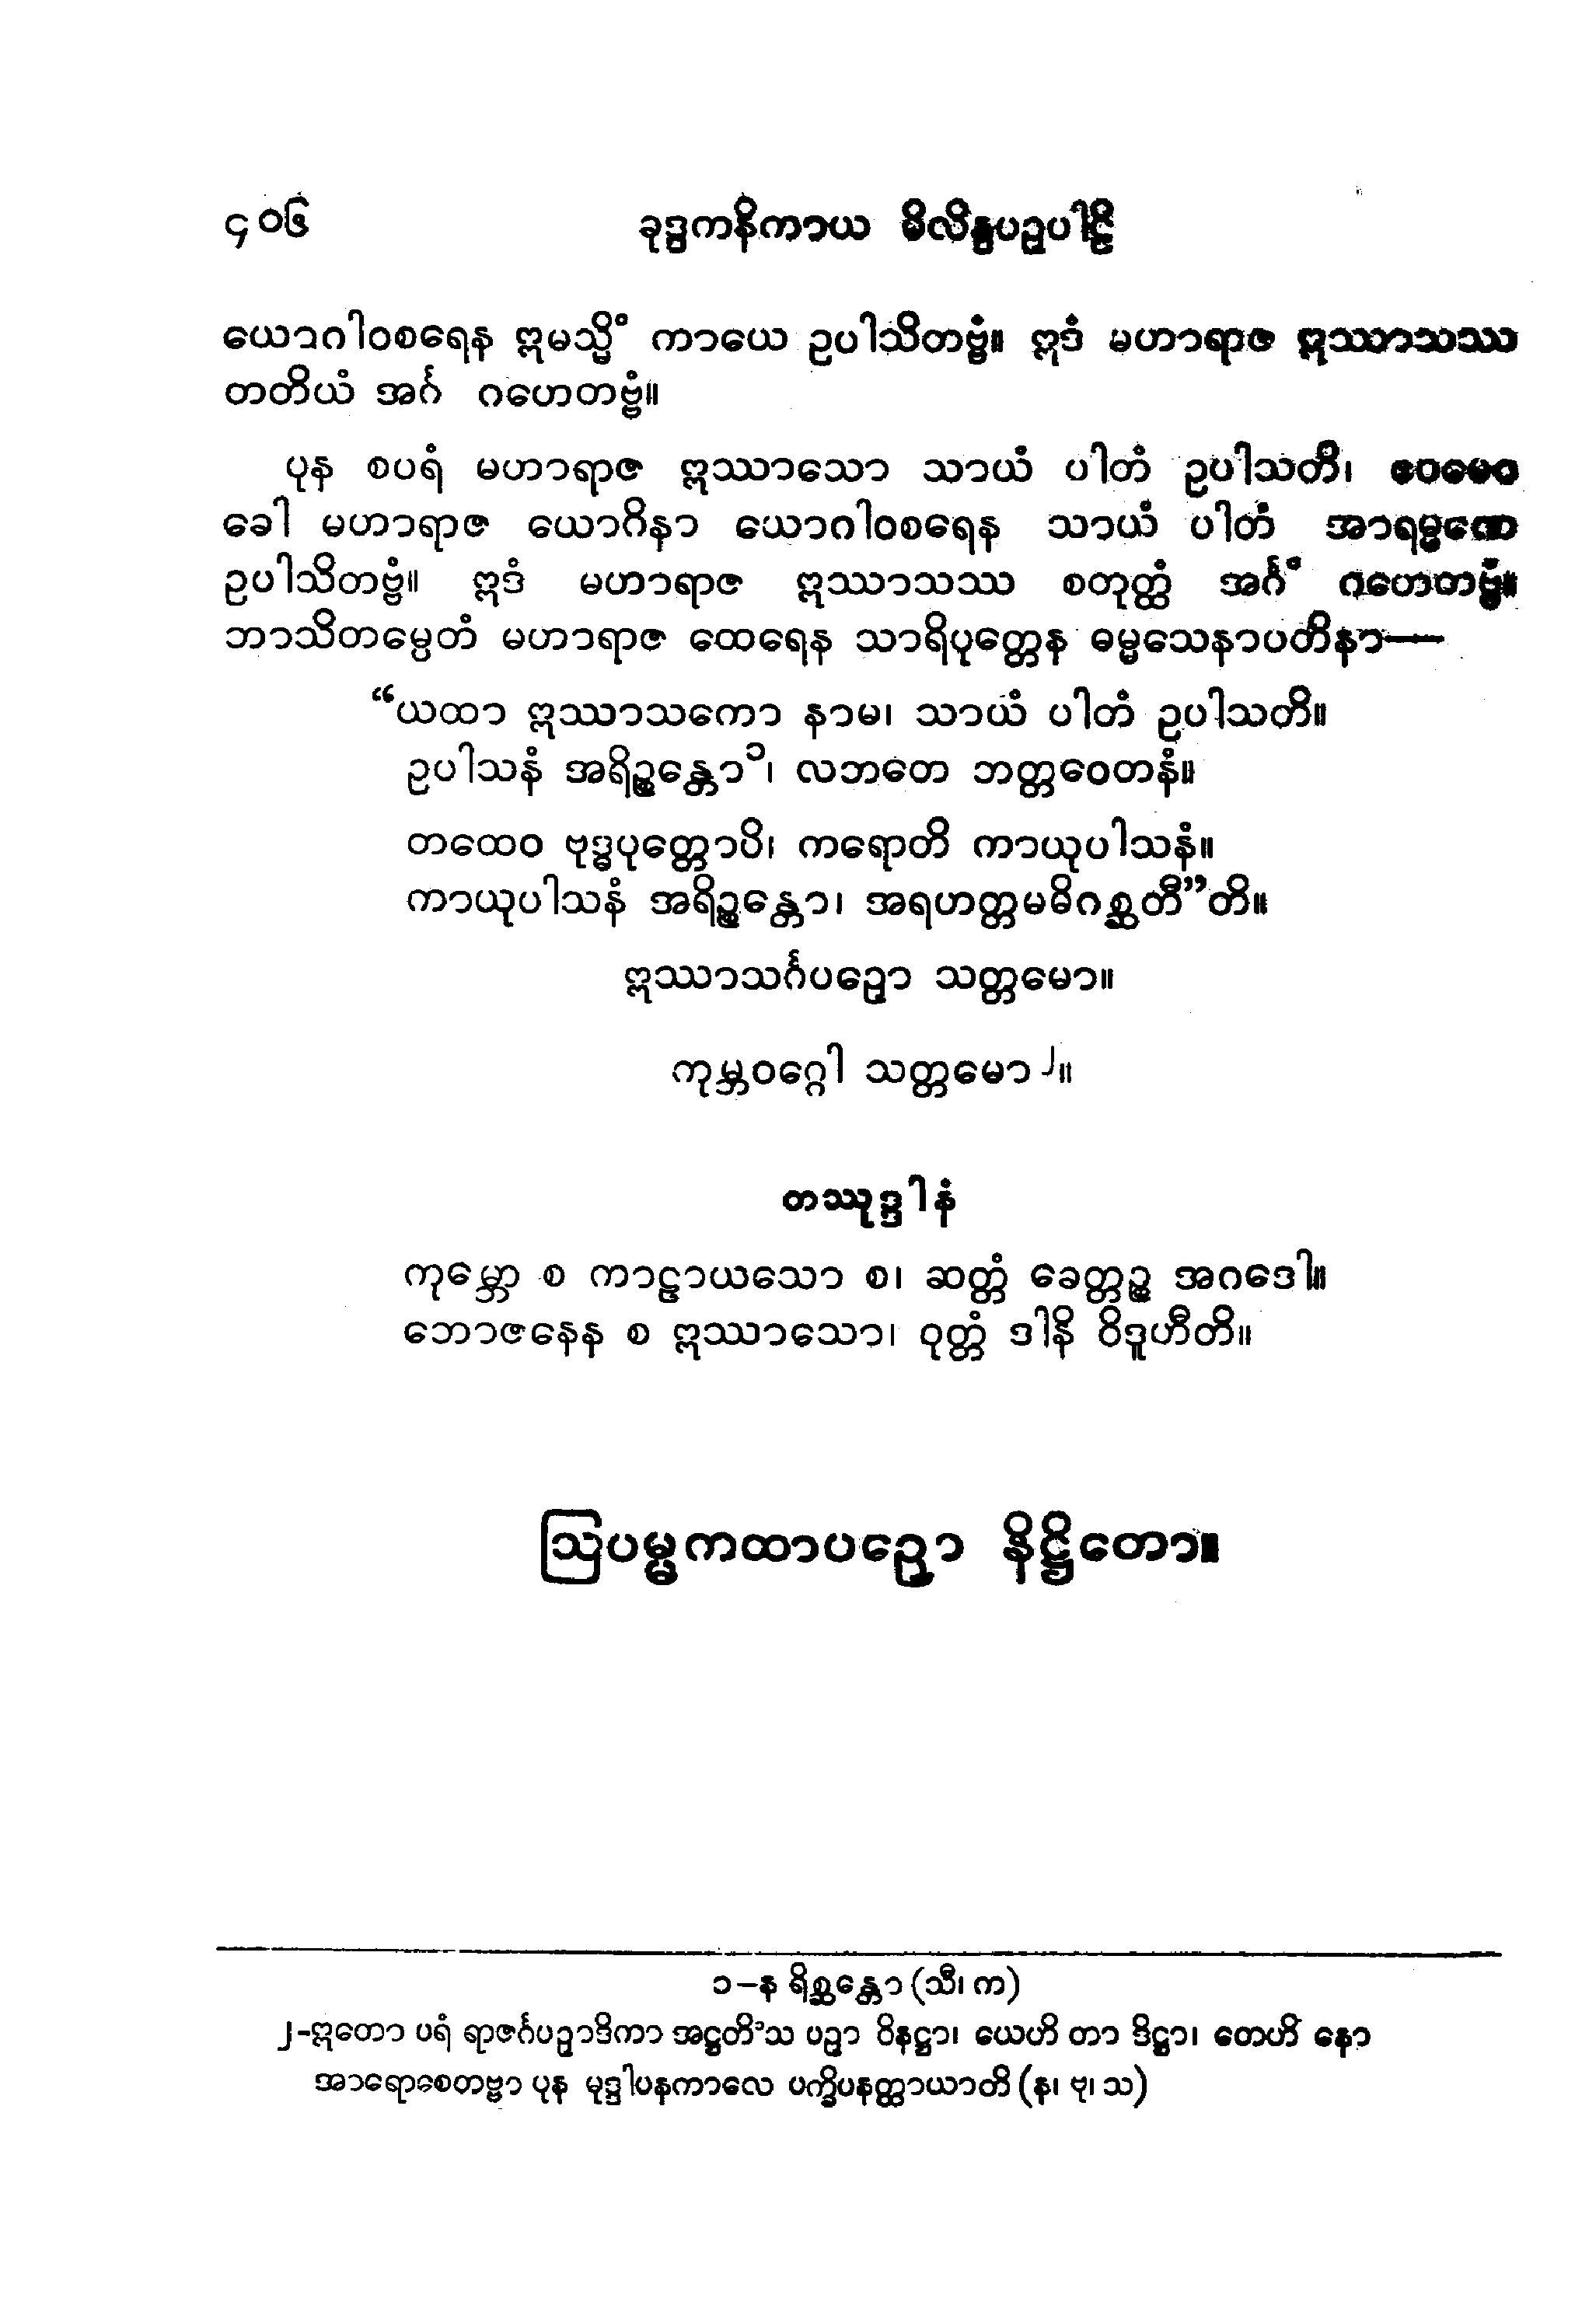 ၄၀၆ ခုဒ္ဒကနိကာယ မိလိန္ဒပဉှပါဠိ
ယောဂါဝစရေန ဣမသ္မိံ ကာယေ ဥပါသိတဗ္ဗံ။ ဣဒံ မဟာရာဇ ဣဿာသဿ
တတိယံ အင်္ဂံ ဂဟေတဗ္ဗံ။
ပုန စပရံ မဟာရာဇ ဣဿာသော သာယံ ပါတံ ဥပါသတိ၊ ဧဝမေဝ
ခေါ မဟာရာဇ ယောဂိနာ ယောဂါဝစရေန သာယံ ပါတံ အာရမ္မဏေ
ဥပါသိတဗ္ဗံ။ ဣဒံ မဟာရာဇ ဣဿာသဿ စတုတ္ထံ အင်္ဂံ ဂဟေတဗ္ဗံ။
ဘာသိတမ္ပေတံ မဟာရာဇ ထေရေန သာရိပုတ္တေန ဓမ္မသေနာပတိနာ—
“ယထာ ဣဿာသကော နာမ၊ သာယံ ပါတံ ဥပါသတိ။
ဥပါသနံ အရိဉ္စန္တော၁၊ လဘတေ ဘတ္တဝေတနံ။
တထေဝ ဗုဒ္ဓပုတ္တောပိ၊ ကရောတိ ကာယုပါသနံ။
ကာယုပါသနံ အရိဉ္စန္တော၊ အရဟတ္တမဓိဂစ္ဆတီ”တိ။
ဣဿာသင်္ဂပဉှော သတ္တမော။
ကုမ္ဘဝဂ္ဂေါ သတ္တမော၂။
တဿုဒ္ဒါနံ
ကုမ္ဘော စ ကာဠာယသော စ၊ ဆတ္တံ ခေတ္တဉ္စ အဂဒေါ။
ဘောဇနေန စ ဣဿာသော၊ ဝုတ္တံ ဒါနိ ဝိဒူဟီတိ။
ဩပမ္မကထာပဉှော နိဋ္ဌိတော။
၁–န ရိစ္ဆန္တော (သီ၊ က)
၂–ဣတော ပရံ ရာဇင်္ဂပဉှာဒိကာ အဋ္ဌတိံသ ပဉှာ ဝိနဋ္ဌာ၊ ယေဟိ တာ ဒိဋ္ဌာ၊ တေဟိ နော
အာရောစေတဗ္ဗာ ပုန မုဒ္ဒါပနကာလေ ပက္ခိပနတ္ထာယာတိ (န၊ ဗု၊ သ)